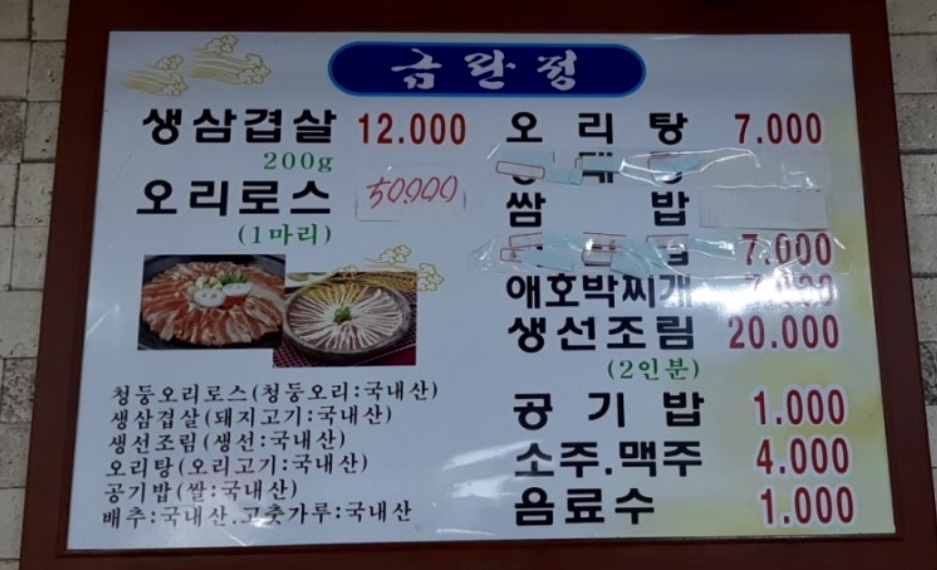 금란정
생삼겹살 12.000
200g
오리로스 50.000
(1마리)
청둥오리로스(청둥오리:국내산)
생삼겹살(돼지고기:국내산)
생선조림(생선:국내산)
오리탕(오리고기:국내산)
공기밥(쌀:국내산)
배추:국내산.고춧가루:국내산
오리탕 7.000
쌈밥
7.000
애호박찌개
생선조림 20.000
(2인분)
공기밥 1.000
소주.맥주 4.000
음료수 1.000